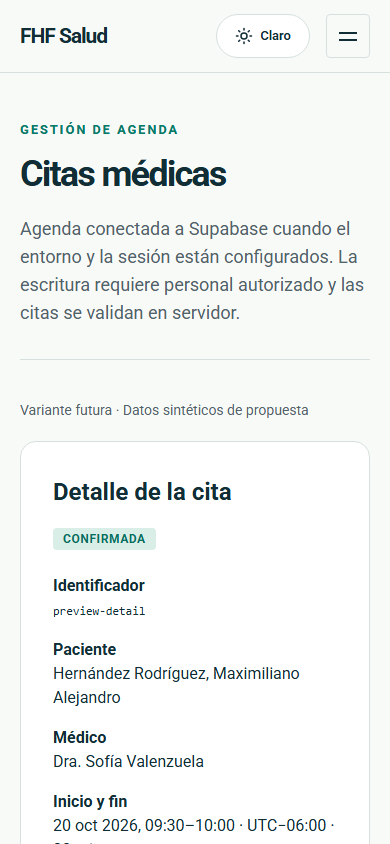 FHF Salud
Claro
GESTIÓN DE AGENDA
Citas médicas
Agenda conectada a Supabase cuando el
entorno y la sesión están configurados. La
escritura requiere personal autorizado y las
citas se validan en servidor.
Variante futura · Datos sintéticos de propuesta
Detalle de la cita
CONFIRMADA
Identificador
preview-detail
Paciente
Hernández Rodríguez, Maximiliano
Alejandro
Médico
Dra. Sofía Valenzuela
Inicio y fin
20 oct 2026, 09:30–10:00 · UTC−06:00 ·